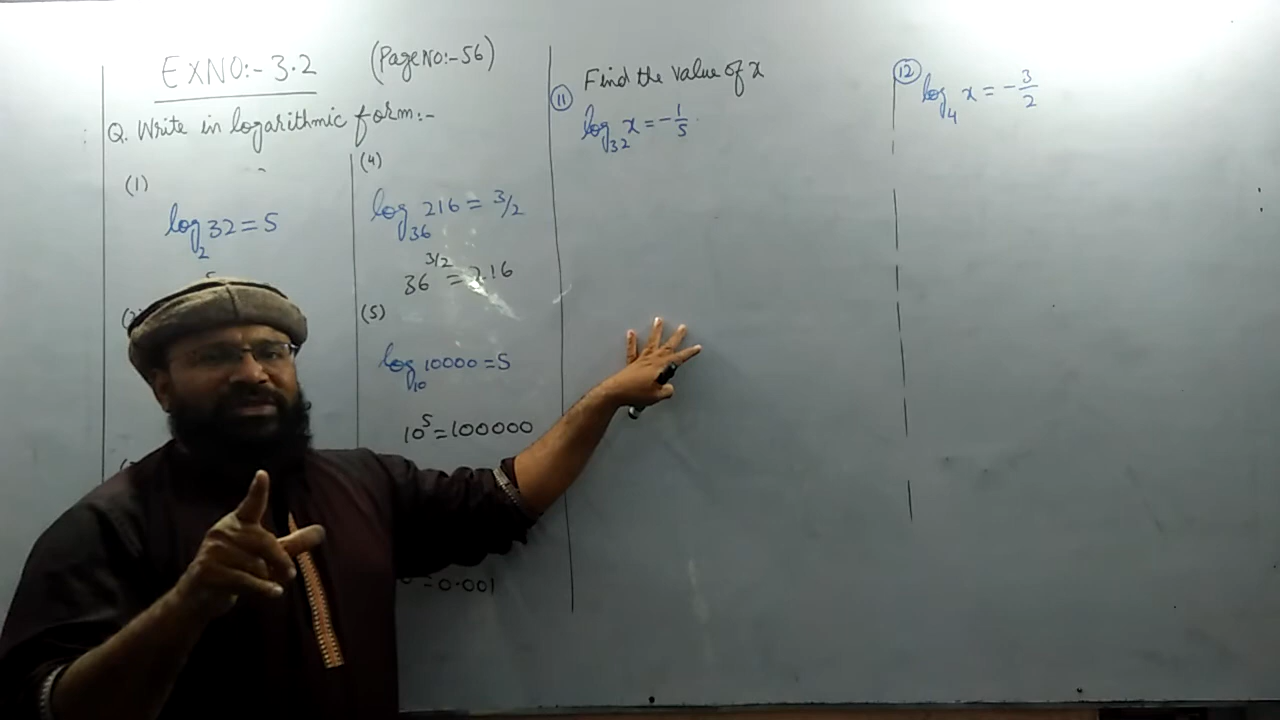 EXNO:- 3.2
(Page No:-56)
Q. Write in logarithmic form:-
(1)
log₂ 32 = 5
5
(4)
log₃₆ 216 = 3/2
36^3/2 = 216
(5)
log₁₀ 10000 = 5
10⁵ = 100000
= 0.001
Find the value of x
(11) log₃₂ x = -1/5
(12) log₄ x = -3/2